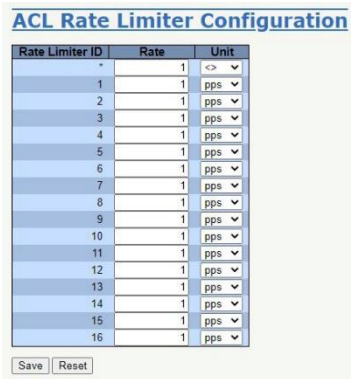 ACL Rate Limiter Configuration
Rate Limiter ID Rate Unit
* 1 <>
1 1 pps
2 1 pps
3 1 pps
4 1 pps
5 1 pps
6 1 pps
7 1 pps
8 1 pps
9 1 pps
10 1 pps
11 1 pps
12 1 pps
13 1 pps
14 1 pps
15 1 pps
16 1 pps
Save Reset